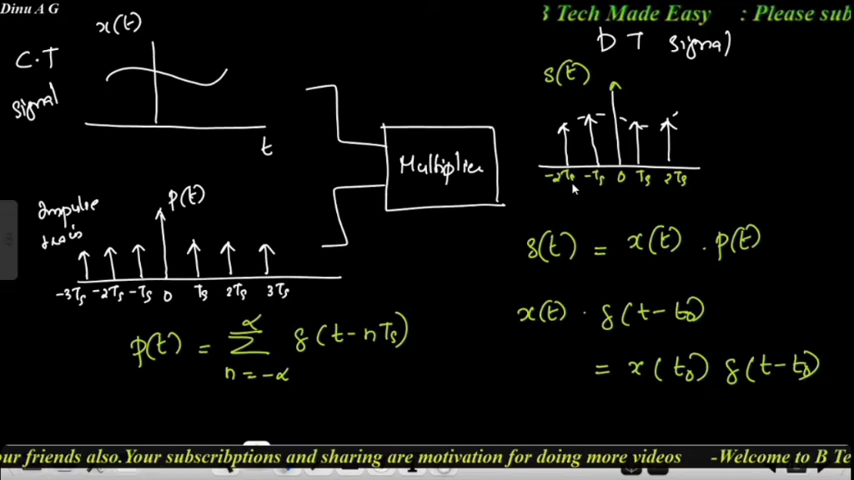 Dinu A G
3 Tech Made Easy : Please sub
x(t)
C.T
signal
t
DT signal
s(t)
-2Ts -Ts 0 Ts 2Ts
Multiplier
Impulse
train
p(t)
-3Ts -2Ts -Ts 0 Ts 2Ts 3Ts
s(t) = x(t) . p(t)
x(t) . δ(t-t0)
= x(t0) δ(t-t0)
p(t) = ∑ α n=-α δ(t-nTs)
our friends also.Your subscribptions and sharing are motivation for doing more videos -Welcome to B Te